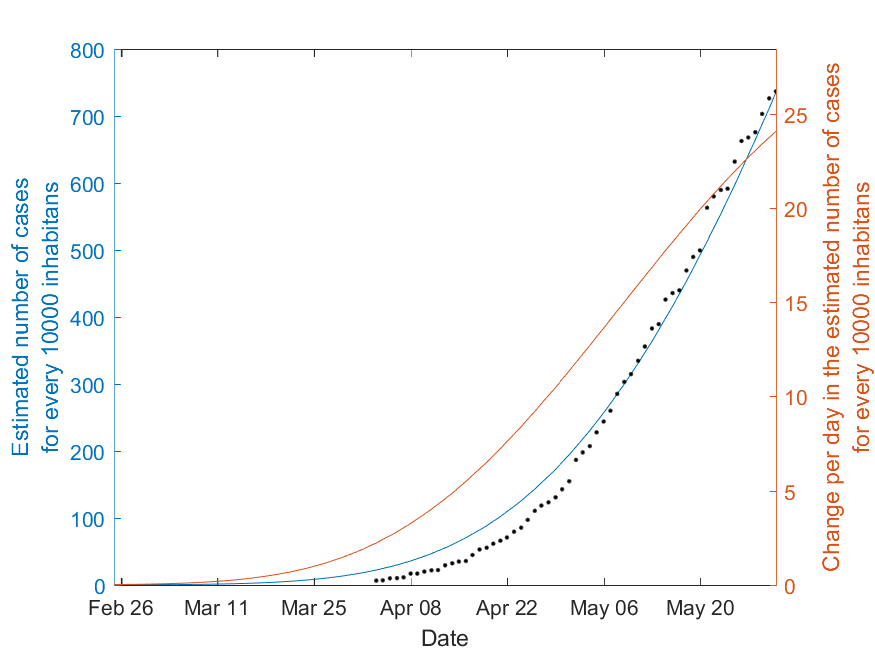 800
700
600
500
400
300
200
100
0
Estimated number of cases
for every 10000 inhabitans
25
20
15
10
5
0
Change per day in the estimated number of cases
for every 10000 inhabitans
Feb 26 Mar 11 Mar 25 Apr 08 Apr 22 May 06 May 20
Date